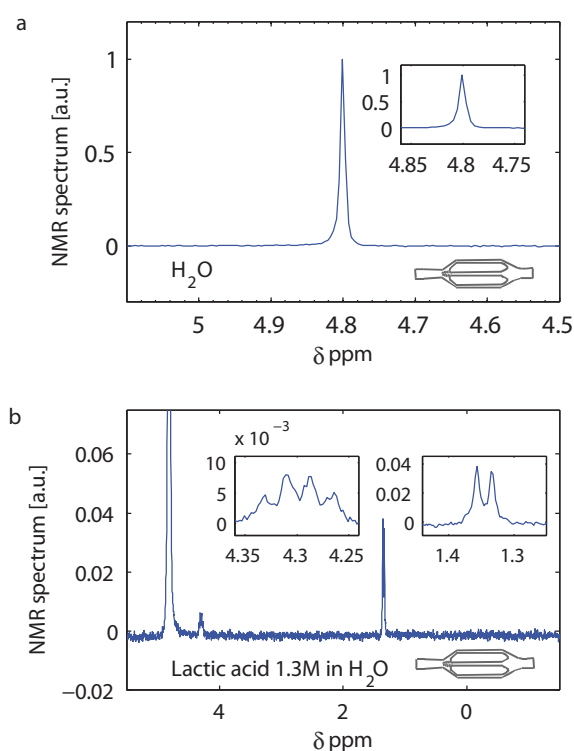 a
NMR spectrum [a.u.]
1
0.5
0
1
0.5
0
4.85 4.8 4.75
H₂O
5 4.9 4.8 4.7 4.6 4.5
δ ppm
b
NMR spectrum [a.u.]
0.06
0.04
0.02
0
−0.02
x 10⁻³
10
5
0
4.35 4.3 4.25
0.04
0.02
0
1.4 1.3
Lactic acid 1.3M in H₂O
4 2 0
δ ppm